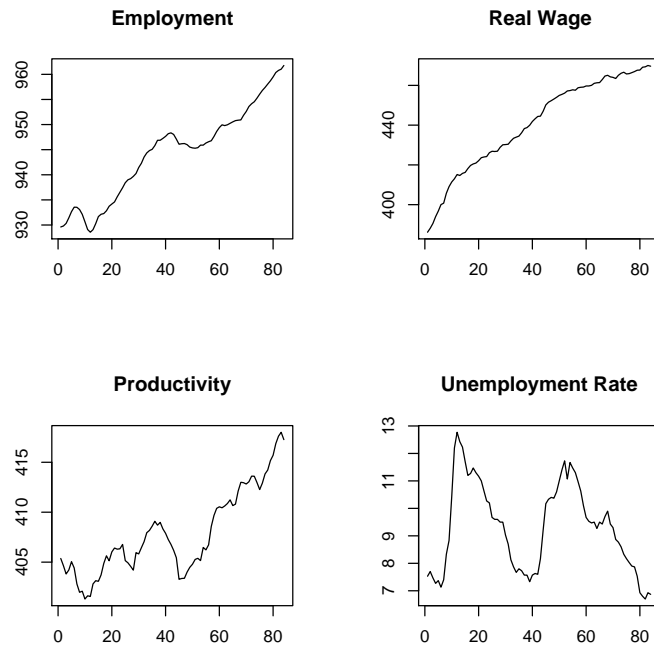 Employment
930 940 950 960
0 20 40 60 80
Real Wage
400 440
0 20 40 60 80
Productivity
405 410 415
0 20 40 60 80
Unemployment Rate
7 8 9 11 13
0 20 40 60 80